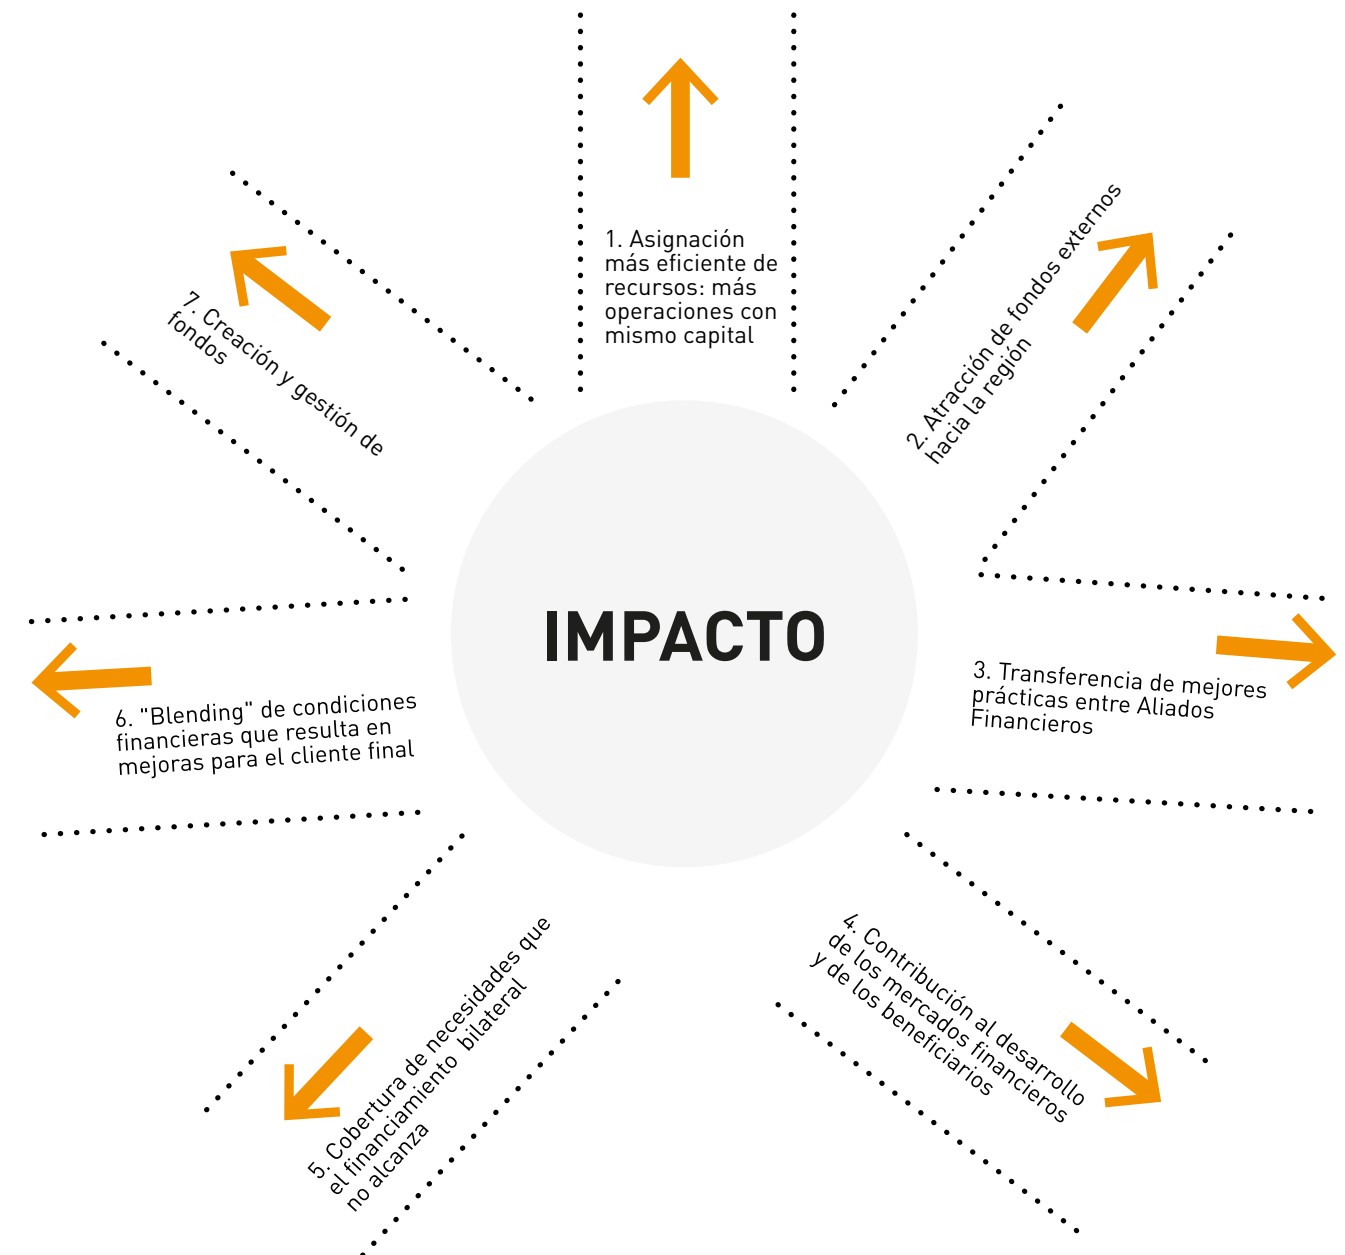 1. Asignación
más eficiente de
recursos: más
operaciones con
mismo capital
2. Atracción de fondos externos
hacia la región
3. Transferencia de mejores
prácticas entre Aliados
Financieros
4. Contribución al desarrollo
de los mercados financieros
y de los beneficiarios
5. Cobertura de necesidades que
el financiamiento bilateral
no alcanza
6. "Blending" de condiciones
financieras que resulta en
mejoras para el cliente final
7. Creación y gestión de
fondos
IMPACTO